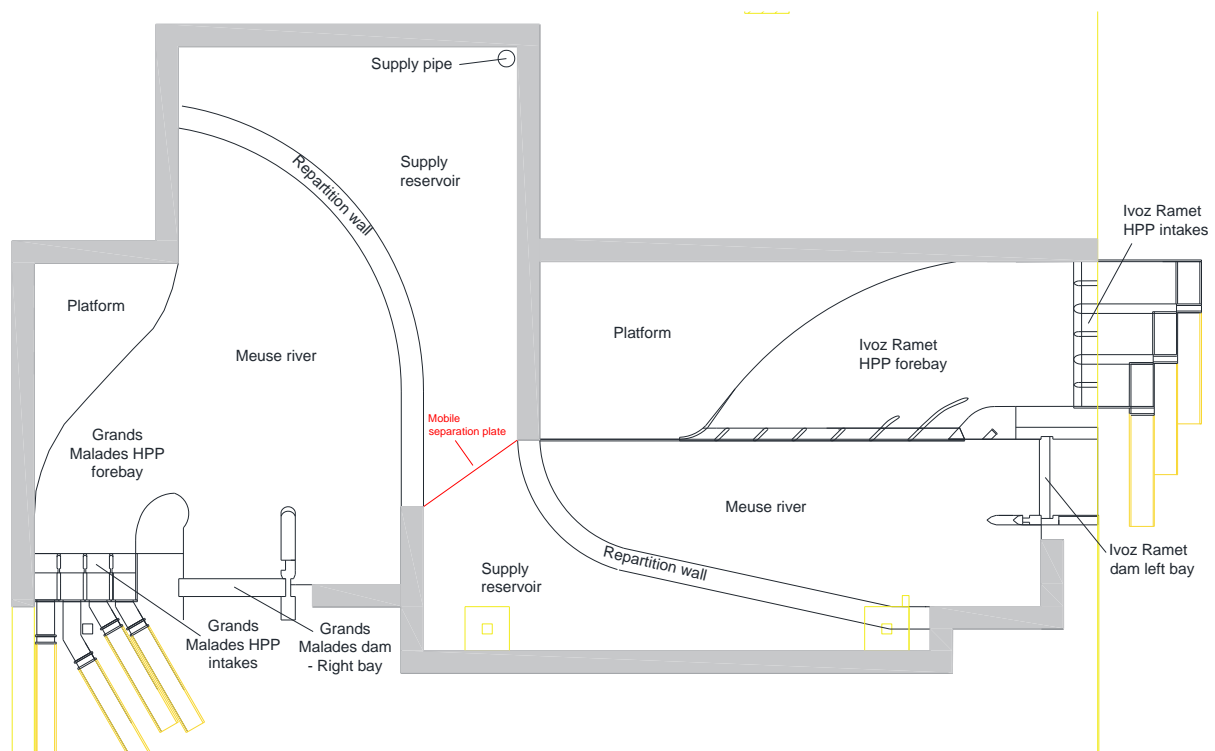 Supply pipe
Supply
reservoir
Repartition wall
Ivoz Ramet
HPP intakes
Platform
Meuse river
Platform
Ivoz Ramet
HPP forebay
Mobile
separation plate
Grands
Malades HPP
forebay
Meuse river
Repartition wall
Supply
reservoir
Ivoz Ramet
dam left bay
Grands
Malades HPP
intakes
Grands
Malades dam
- Right bay